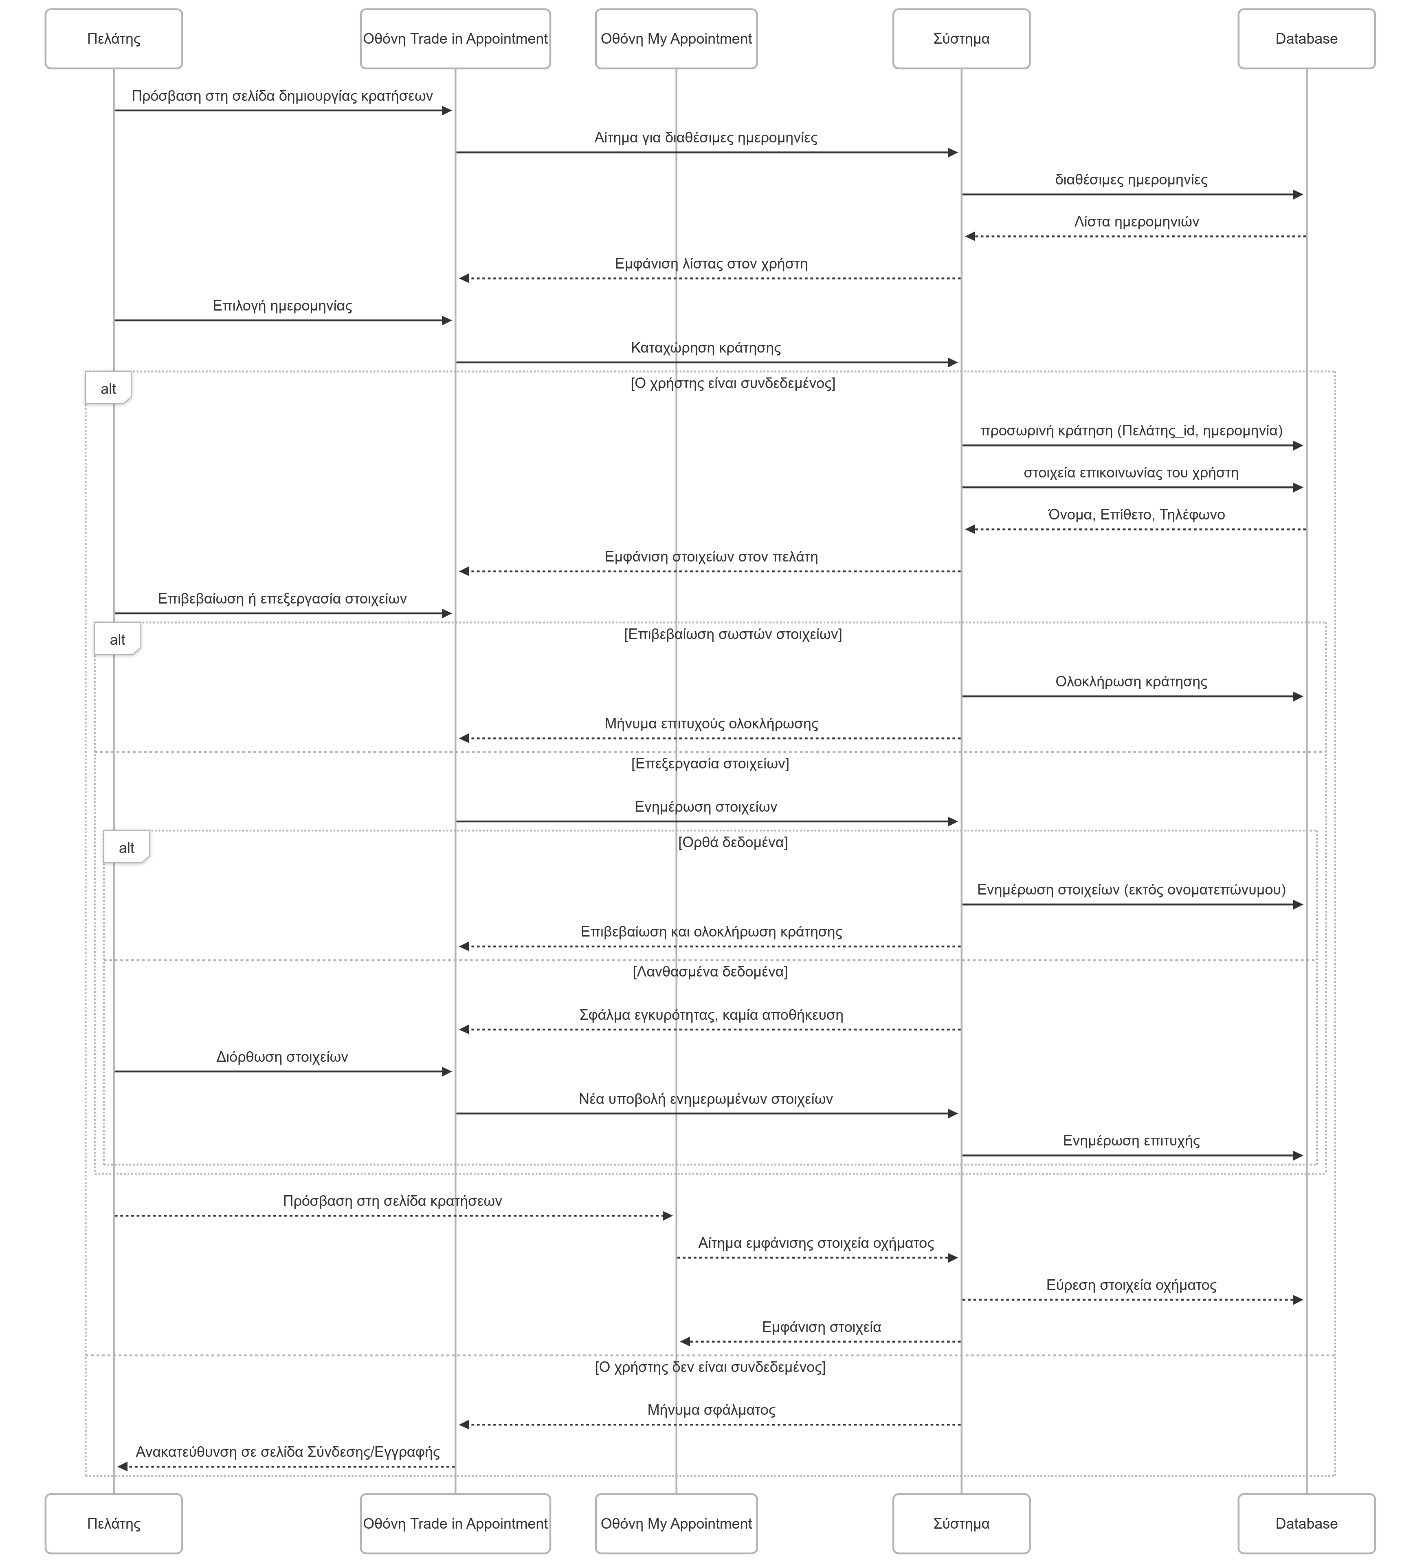 Πελάτης
Οθόνη Trade in Appointment
Οθόνη My Appointment
Σύστημα
Database
Πρόσβαση στη σελίδα δημιουργίας κρατήσεων
Αίτημα για διαθέσιμες ημερομηνίες
διαθέσιμες ημερομηνίες
Λίστα ημερομηνιών
Εμφάνιση λίστας στον χρήστη
Επιλογή ημερομηνίας
Καταχώρηση κράτησης
alt
[Ο χρήστης είναι συνδεδεμένος]
προσωρινή κράτηση (Πελάτης_id, ημερομηνία)
στοιχεία επικοινωνίας του χρήστη
Όνομα, Επίθετο, Τηλέφωνο
Εμφάνιση στοιχείων στον πελάτη
Επιβεβαίωση ή επεξεργασία στοιχείων
alt
[Επιβεβαίωση σωστών στοιχείων]
Ολοκλήρωση κράτησης
Μήνυμα επιτυχούς ολοκλήρωσης
[Επεξεργασία στοιχείων]
Ενημέρωση στοιχείων
alt
[Ορθά δεδομένα]
Ενημέρωση στοιχείων (εκτός ονοματεπώνυμου)
Επιβεβαίωση και ολοκλήρωση κράτησης
[Λανθασμένα δεδομένα]
Σφάλμα εγκυρότητας, καμία αποθήκευση
Διόρθωση στοιχείων
Νέα υποβολή ενημερωμένων στοιχείων
Ενημέρωση επιτυχής
Πρόσβαση στη σελίδα κρατήσεων
Αίτημα εμφάνισης στοιχεία οχήματος
Εύρεση στοιχεία οχήματος
Εμφάνιση στοιχεία
[Ο χρήστης δεν είναι συνδεδεμένος]
Μήνυμα σφάλματος
Ανακατεύθυνση σε σελίδα Σύνδεσης/Εγγραφής
Πελάτης
Οθόνη Trade in Appointment
Οθόνη My Appointment
Σύστημα
Database